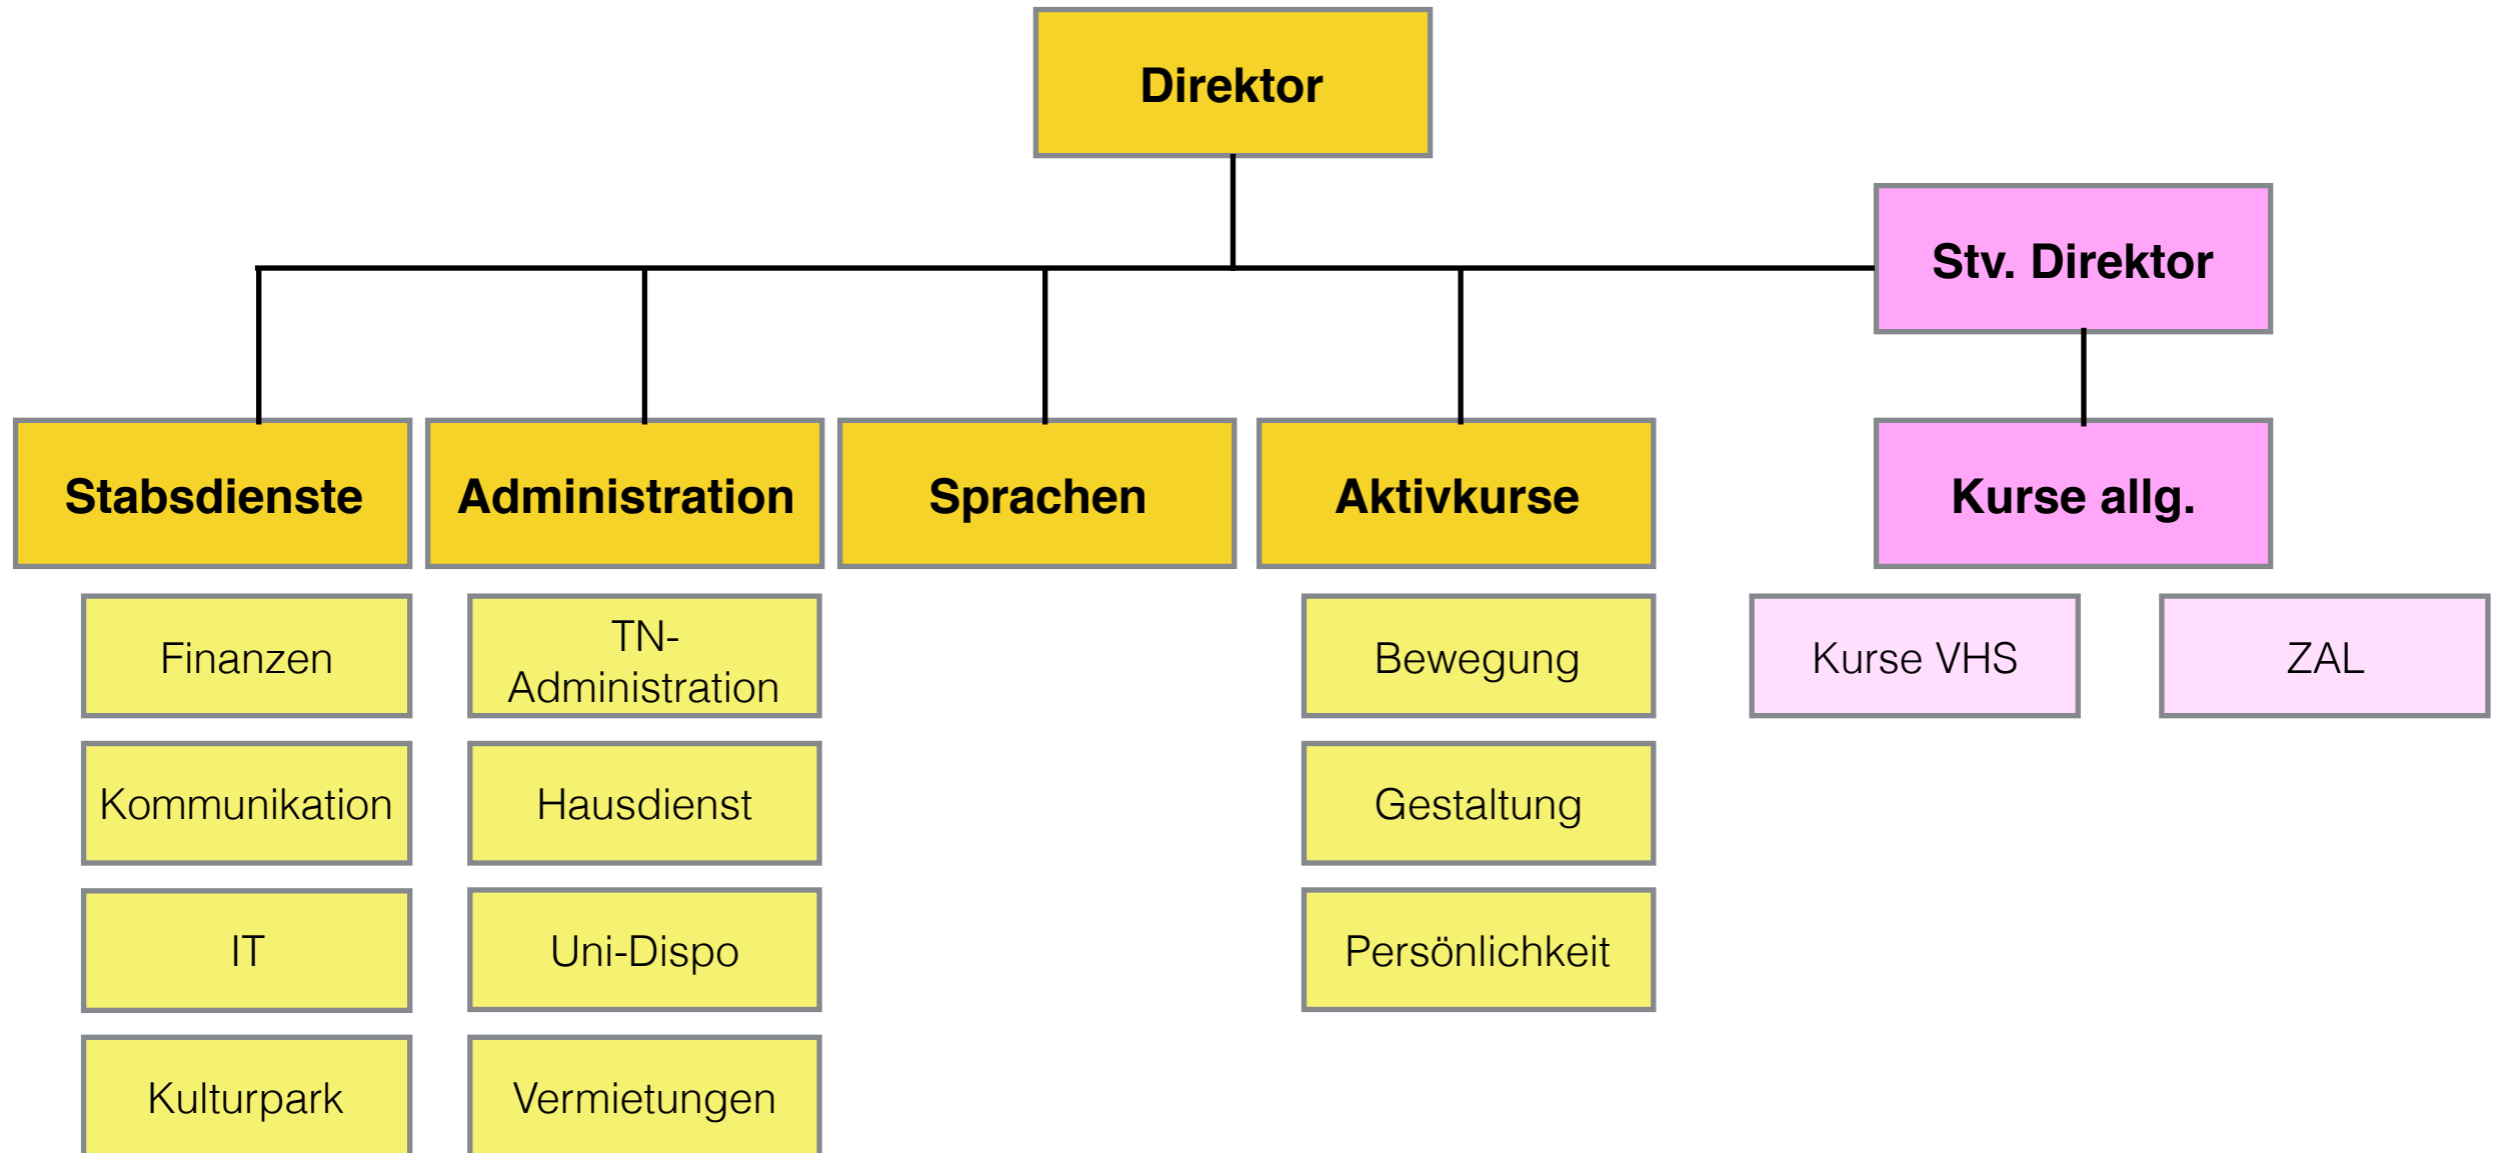 Direktor
Stv. Direktor
Stabsdienste
Administration
Sprachen
Aktivkurse
Kurse allg.
Finanzen
TN-
Administration
Bewegung
Kurse VHS
ZAL
Kommunikation
Hausdienst
Gestaltung
IT
Uni-Dispo
Persönlichkeit
Kulturpark
Vermietungen